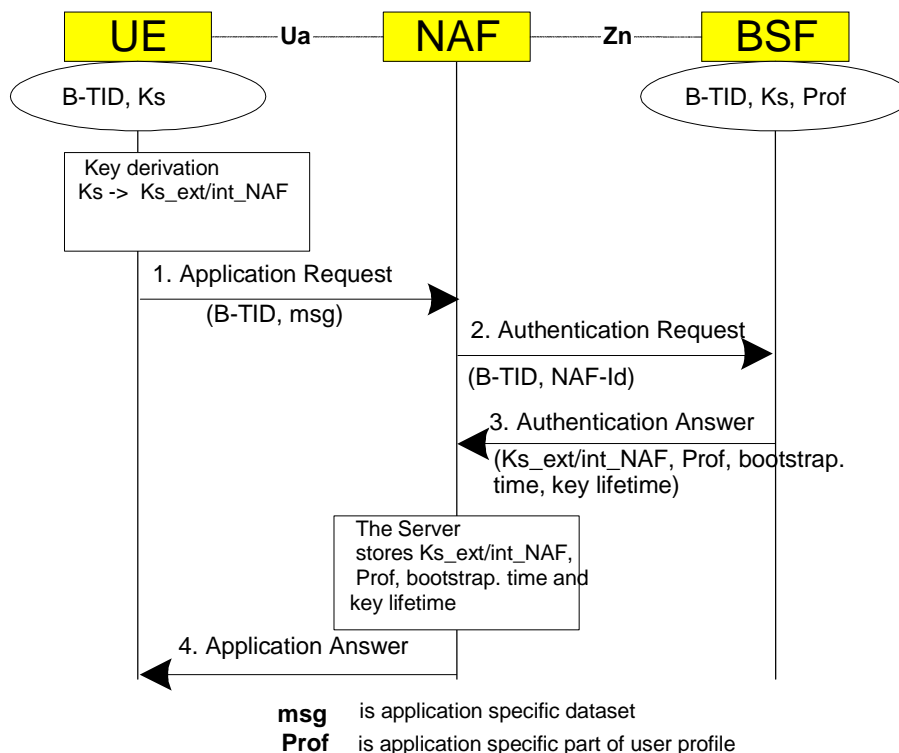 UE Ua NAF Zn BSF
B-TID, Ks
B-TID, Ks, Prof
Key derivation
Ks -> Ks_ext/int_NAF
1. Application Request
(B-TID, msg)
2. Authentication Request
(B-TID, NAF-Id)
3. Authentication Answer
(Ks_ext/int_NAF, Prof, bootstrap.
time, key lifetime)
The Server
stores Ks_ext/int_NAF,
Prof, bootstrap. time and
key lifetime
4. Application Answer
msg is application specific dataset
Prof is application specific part of user profile